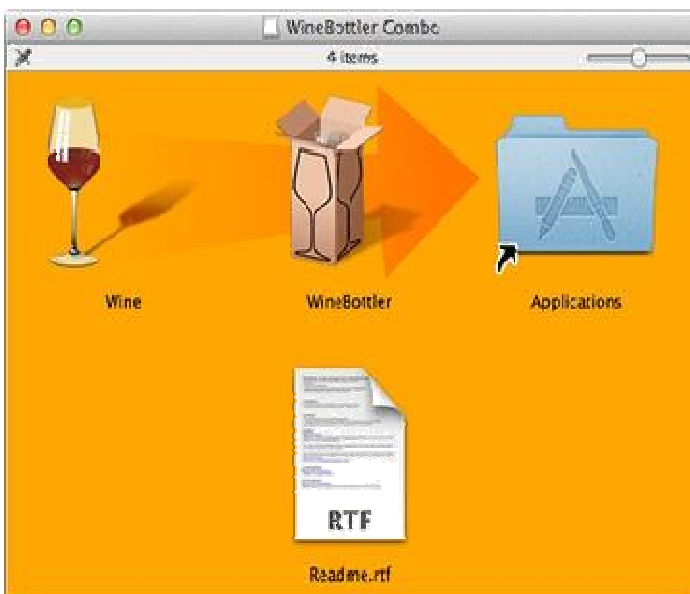 WineBottler Combo
4 items
Wine
WineBottler
Applications
RTF
Readme.rtf